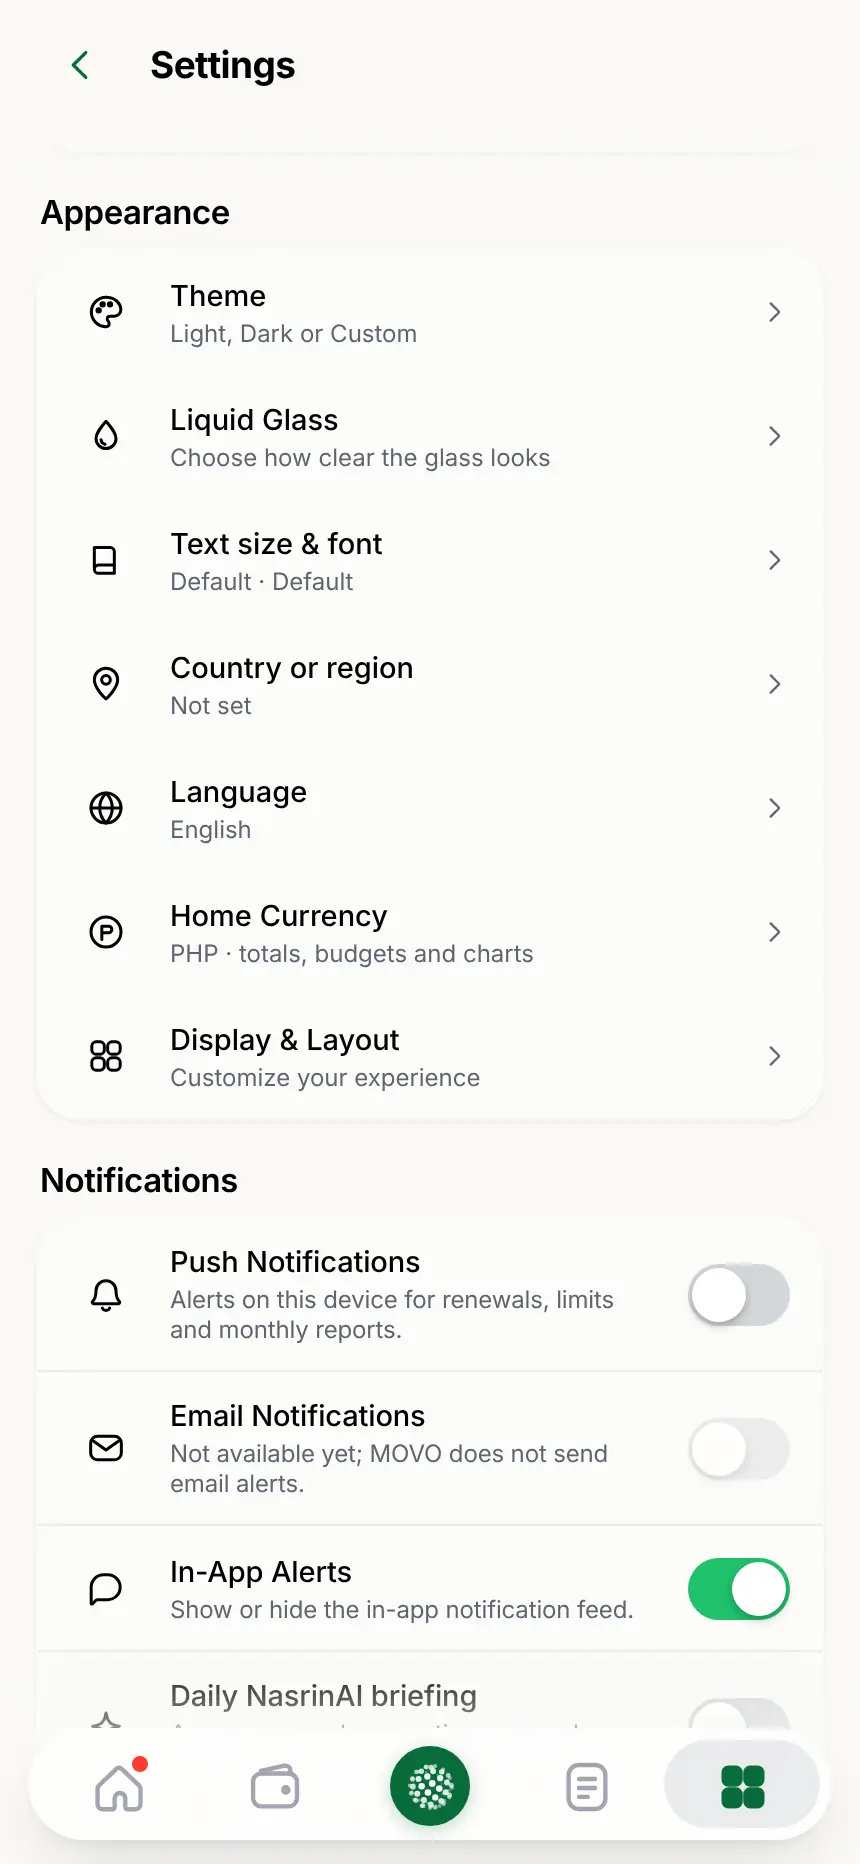 Settings
Appearance
Theme
Light, Dark or Custom
Liquid Glass
Choose how clear the glass looks
Text size & font
Default · Default
Country or region
Not set
Language
English
Home Currency
PHP · totals, budgets and charts
Display & Layout
Customize your experience
Notifications
Push Notifications
Alerts on this device for renewals, limits
and monthly reports.
Email Notifications
Not available yet; MOVO does not send
email alerts.
In-App Alerts
Show or hide the in-app notification feed.
Daily NasrinAI briefing